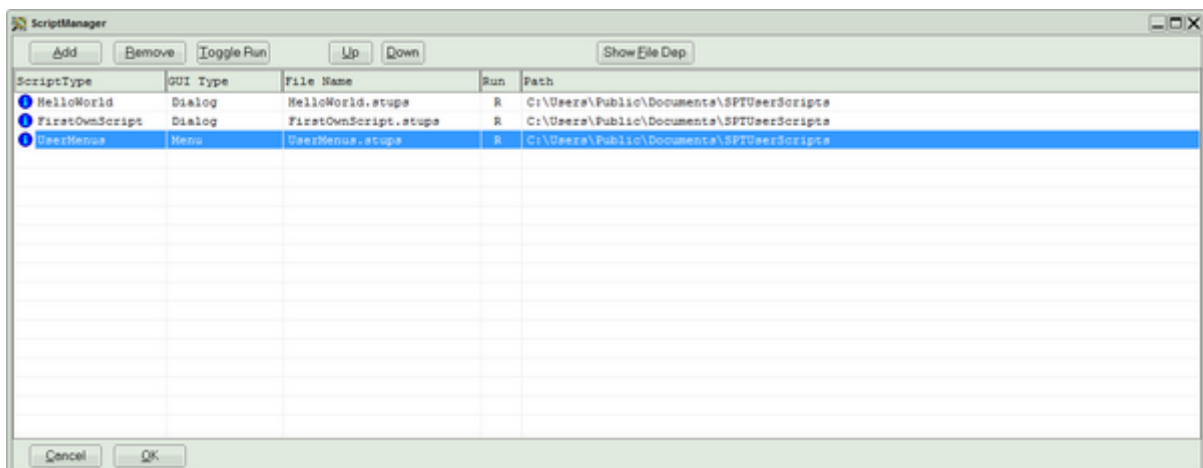 ScriptManager
Add Remove Toggle Run Up Down Show File Dep
ScriptType GUI Type File Name Run Path
HelloWorld Dialog HelloWorld.stups R C:\Users\Public\Documents\SPTUserScripts
FirstOwnScript Dialog FirstOwnScript.stups R C:\Users\Public\Documents\SPTUserScripts
UserMenus Menu UserMenus.stups R C:\Users\Public\Documents\SPTUserScripts
Cancel OK